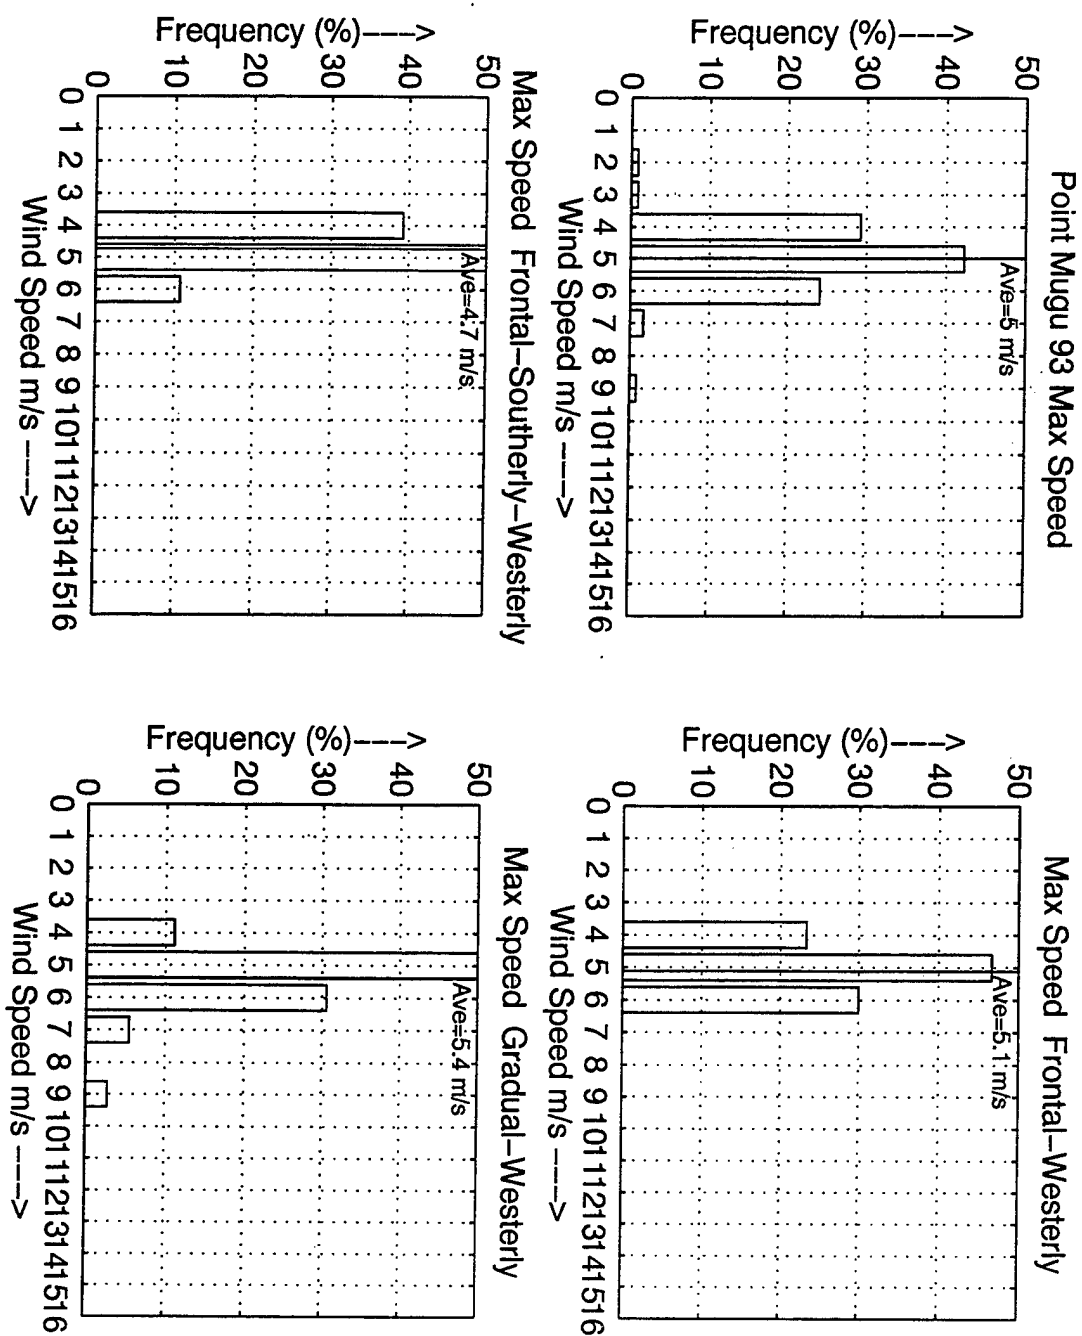 Point Mugu 93 Max Speed
Frequency (%)---->
50
40
30
20
10
0
Ave=5 m/s
0 1 2 3 4 5 6 7 8 9 10 11 12 13 14 15 16
Wind Speed m/s ---->
Max Speed Frontal-Westerly
Frequency (%)---->
50
40
30
20
10
0
Ave=5.1 m/s
0 1 2 3 4 5 6 7 8 9 10 11 12 13 14 15 16
Wind Speed m/s ---->
Max Speed Frontal-Southerly-Westerly
Frequency (%)---->
50
40
30
20
10
0
Ave=4.7 m/s
0 1 2 3 4 5 6 7 8 9 10 11 12 13 14 15 16
Wind Speed m/s ---->
Max Speed Gradual-Westerly
Frequency (%)---->
50
40
30
20
10
0
Ave=5.4 m/s
0 1 2 3 4 5 6 7 8 9 10 11 12 13 14 15 16
Wind Speed m/s ---->